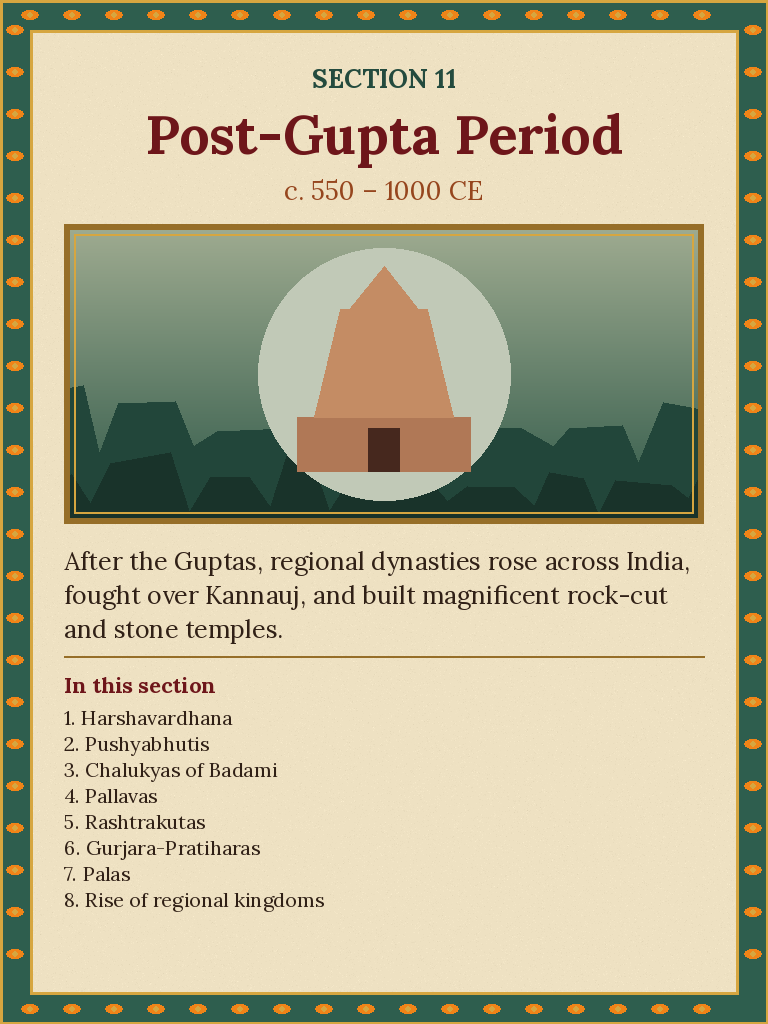 SECTION 11
Post-Gupta Period
c. 550 – 1000 CE
After the Guptas, regional dynasties rose across India,
fought over Kannauj, and built magnificent rock-cut
and stone temples.
In this section
1. Harshavardhana
2. Pushyabhutis
3. Chalukyas of Badami
4. Pallavas
5. Rashtrakutas
6. Gurjara-Pratiharas
7. Palas
8. Rise of regional kingdoms